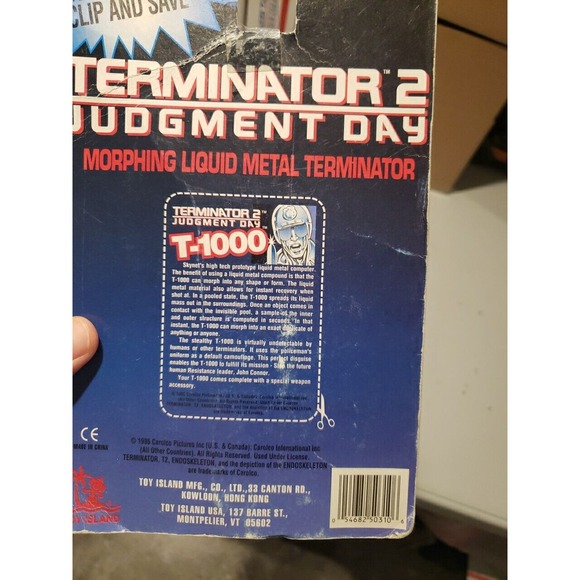 CLIP AND SAVE
TERMINATOR 2™
JUDGMENT DAY
MORPHING LIQUID METAL TERMINATOR
TERMINATOR 2™
JUDGMENT DAY
T-1000
Skynet's high tech prototype liquid metal computer.
The benefit of using a liquid metal compound is that the
T-1000 can morph into any shape or form. The liquid
metal material also allows for instant recovery when
shot at. In a pooled state, the T-1000 spreads its liquid
mass out in the surroundings. Once an object comes in
contact with the invisible pool, a sample of the inner
and outer structure is computed in seconds. In that
instant, the T-1000 can morph into an exact duplicate of
anything or anyone.
The stealthy T-1000 is virtually undetectable by
humans or other terminators. It uses the policeman's
uniform as a default camouflage. This perfect disguise
enables the T-1000 to fulfill its mission - the future
human Resistance leader, John Connor.
Your T-1000 comes complete with a special weapon
accessory.
CE
MADE IN CHINA
© 1995 Carolco Pictures Inc. (U.S. & Canada). Carolco International Inc.
(All Other Countries). All Rights Reserved. Used Under License.
TERMINATOR, T2, ENDOSKELETON, and the depiction of the ENDOSKELETON
are trade marks of Carolco.
TOY ISLAND MFG., CO., LTD.,33 CANTON RD.,
KOWLOON, HONG KONG
TOY ISLAND USA, 137 BARRE ST.,
MONTPELIER, VT 05602
TOY ISLAND
0 54682 50310 6